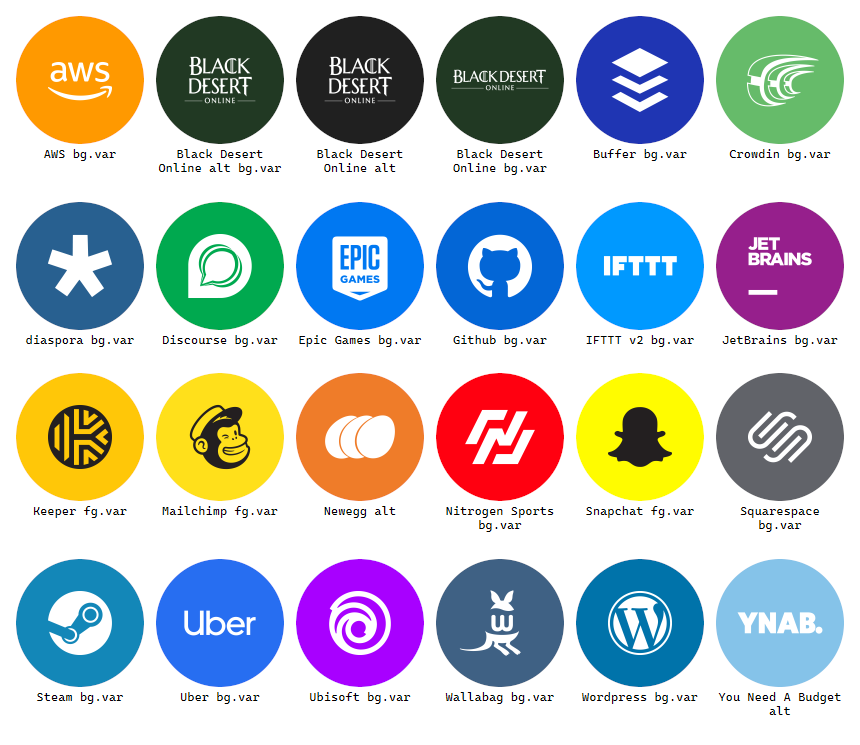 aws
BLACK
DESERT
ONLINE
BLACK
DESERT
ONLINE
BLACK DESERT
ONLINE
AWS bg.var
Black Desert
Online alt bg.var
Black Desert
Online alt
Black Desert
Online bg.var
Buffer bg.var
Crowdin bg.var
EPIC
GAMES
IFTTT
JET
BRAINS
diaspora bg.var
Discourse bg.var
Epic Games bg.var
Github bg.var
IFTTT v2 bg.var
JetBrains bg.var
Keeper fg.var
Mailchimp fg.var
Newegg alt
Nitrogen Sports
bg.var
Snapchat fg.var
Squarespace
bg.var
Uber
w
W
YNAB.
Steam bg.var
Uber bg.var
Ubisoft bg.var
Wallabag bg.var
Wordpress bg.var
You Need A Budget
alt